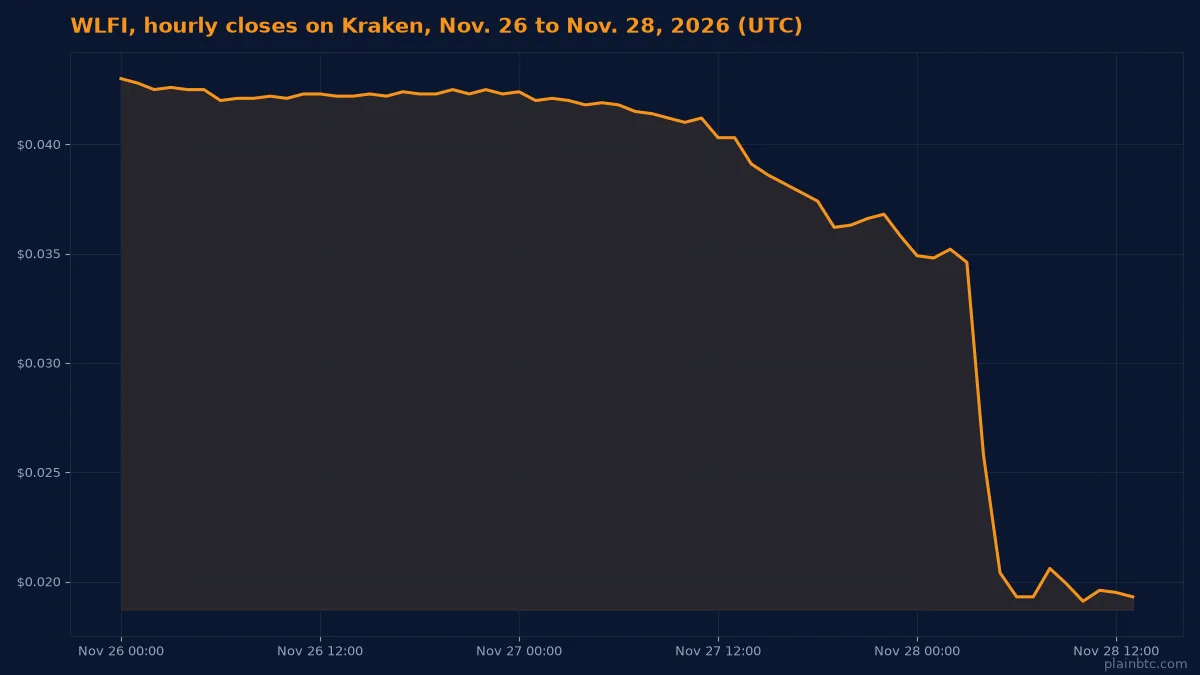 WLFI, hourly closes on Kraken, Nov. 26 to Nov. 28, 2026 (UTC)
$0.040
$0.035
$0.030
$0.025
$0.020
Nov 26 00:00
Nov 26 12:00
Nov 27 00:00
Nov 27 12:00
Nov 28 00:00
Nov 28 12:00
plainbtc.com